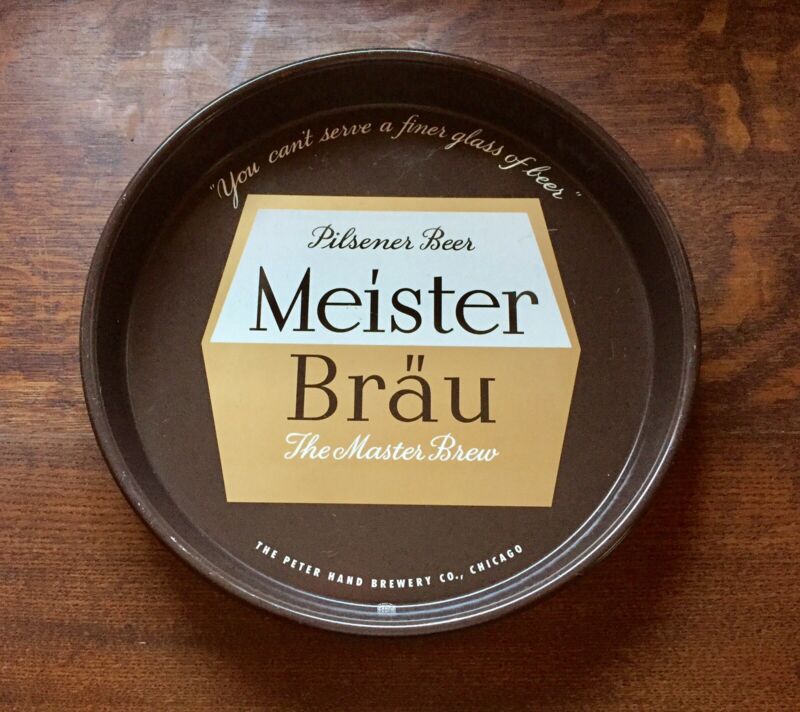 "You can't serve a finer glass of beer"
Pilsener Beer
Meister
Bräu
The Master Brew
THE PETER HAND BREWERY CO., CHICAGO